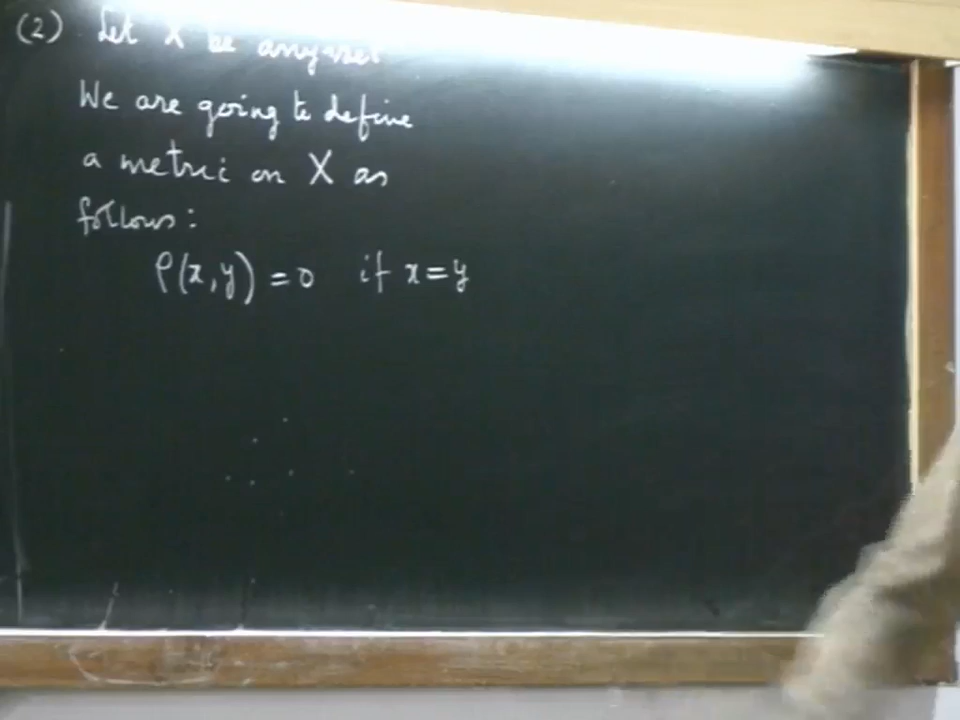 (2) Let X be any set
We are going to define
a metric on X as
follows:
ρ(x,y) = 0 if x = y